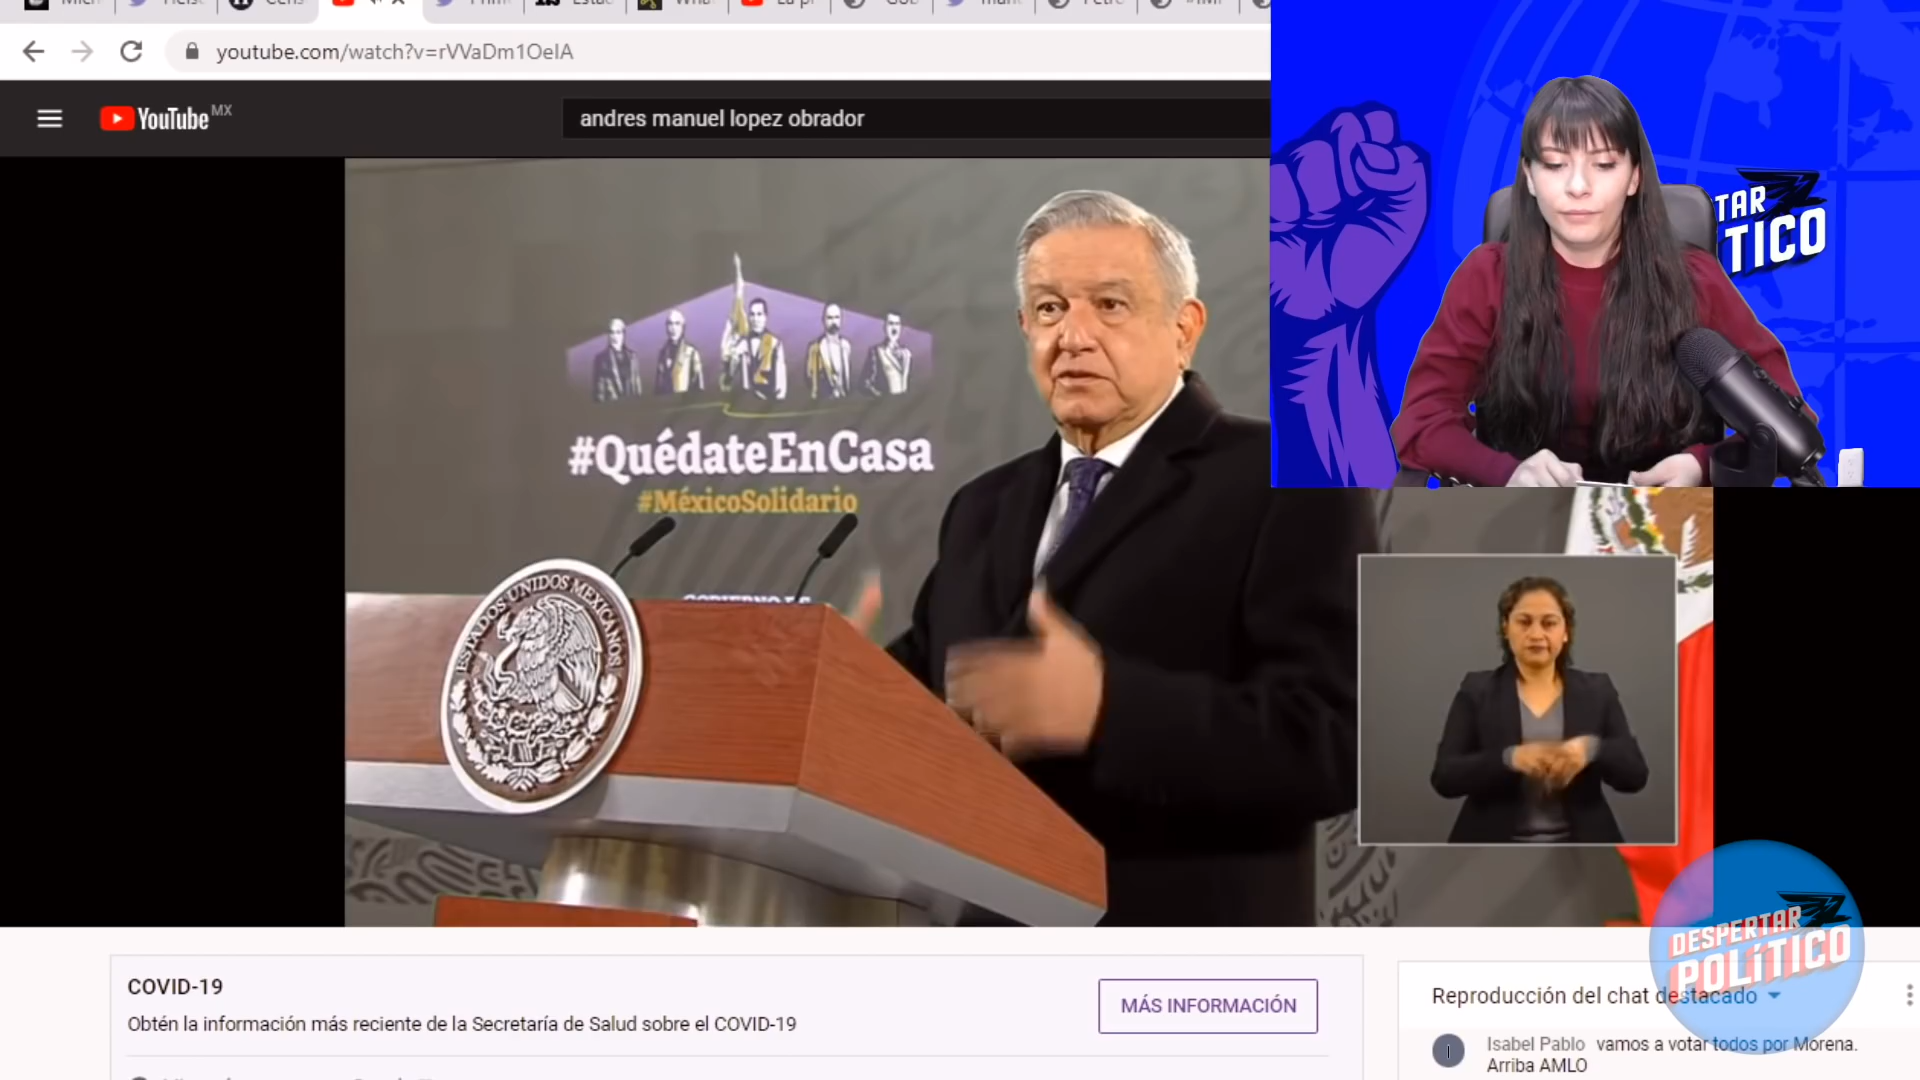 youtube.com/watch?v=rVVaDm1OeIA
YouTube MX
andres manuel lopez obrador
TAR
TICO
#QuédateEnCasa
#MéxicoSolidario
ESTADOS UNIDOS MEXICANOS
COVID-19
Obtén la información más reciente de la Secretaría de Salud sobre el COVID-19
MÁS INFORMACIÓN
DESPERTAR
POLÍTICO
Reproducción del chat destacado
Isabel Pablo vamos a votar todos por Morena.
Arriba AMLO